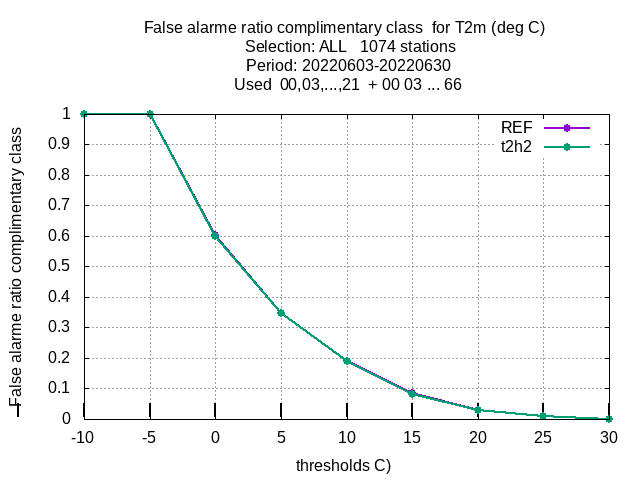 False alarme ratio complimentary class  for T2m (deg C)
Selection: ALL   1074 stations
Period: 20220603-20220630
Used  00,03,...,21  + 00 03 ... 66
REF
t2h2
False alarme ratio complimentary class
1
0.9
0.8
0.7
0.6
0.5
0.4
0.3
0.2
0.1
0
-10 -5 0 5 10 15 20 25 30
thresholds C)